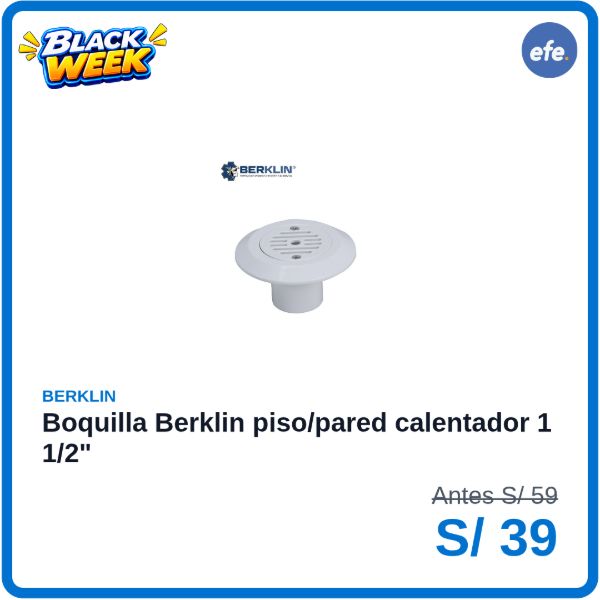 BLACK
WEEK
efe.
BERKLIN®
BERKLIN
Boquilla Berklin piso/pared calentador 1
1/2"
Antes S/ 59
S/ 39